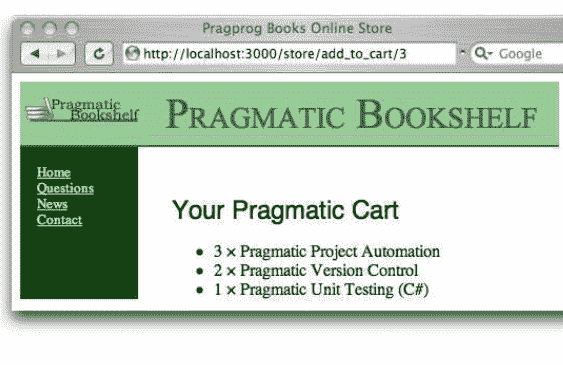 Pragprog Books Online Store
http://localhost:3000/store/add_to_cart/3
Google
Pragmatic
Bookshelf
PRAGMATIC BOOKSHELF
Home
Questions
News
Contact
Your Pragmatic Cart
• 3 × Pragmatic Project Automation
• 2 × Pragmatic Version Control
• 1 × Pragmatic Unit Testing (C#)